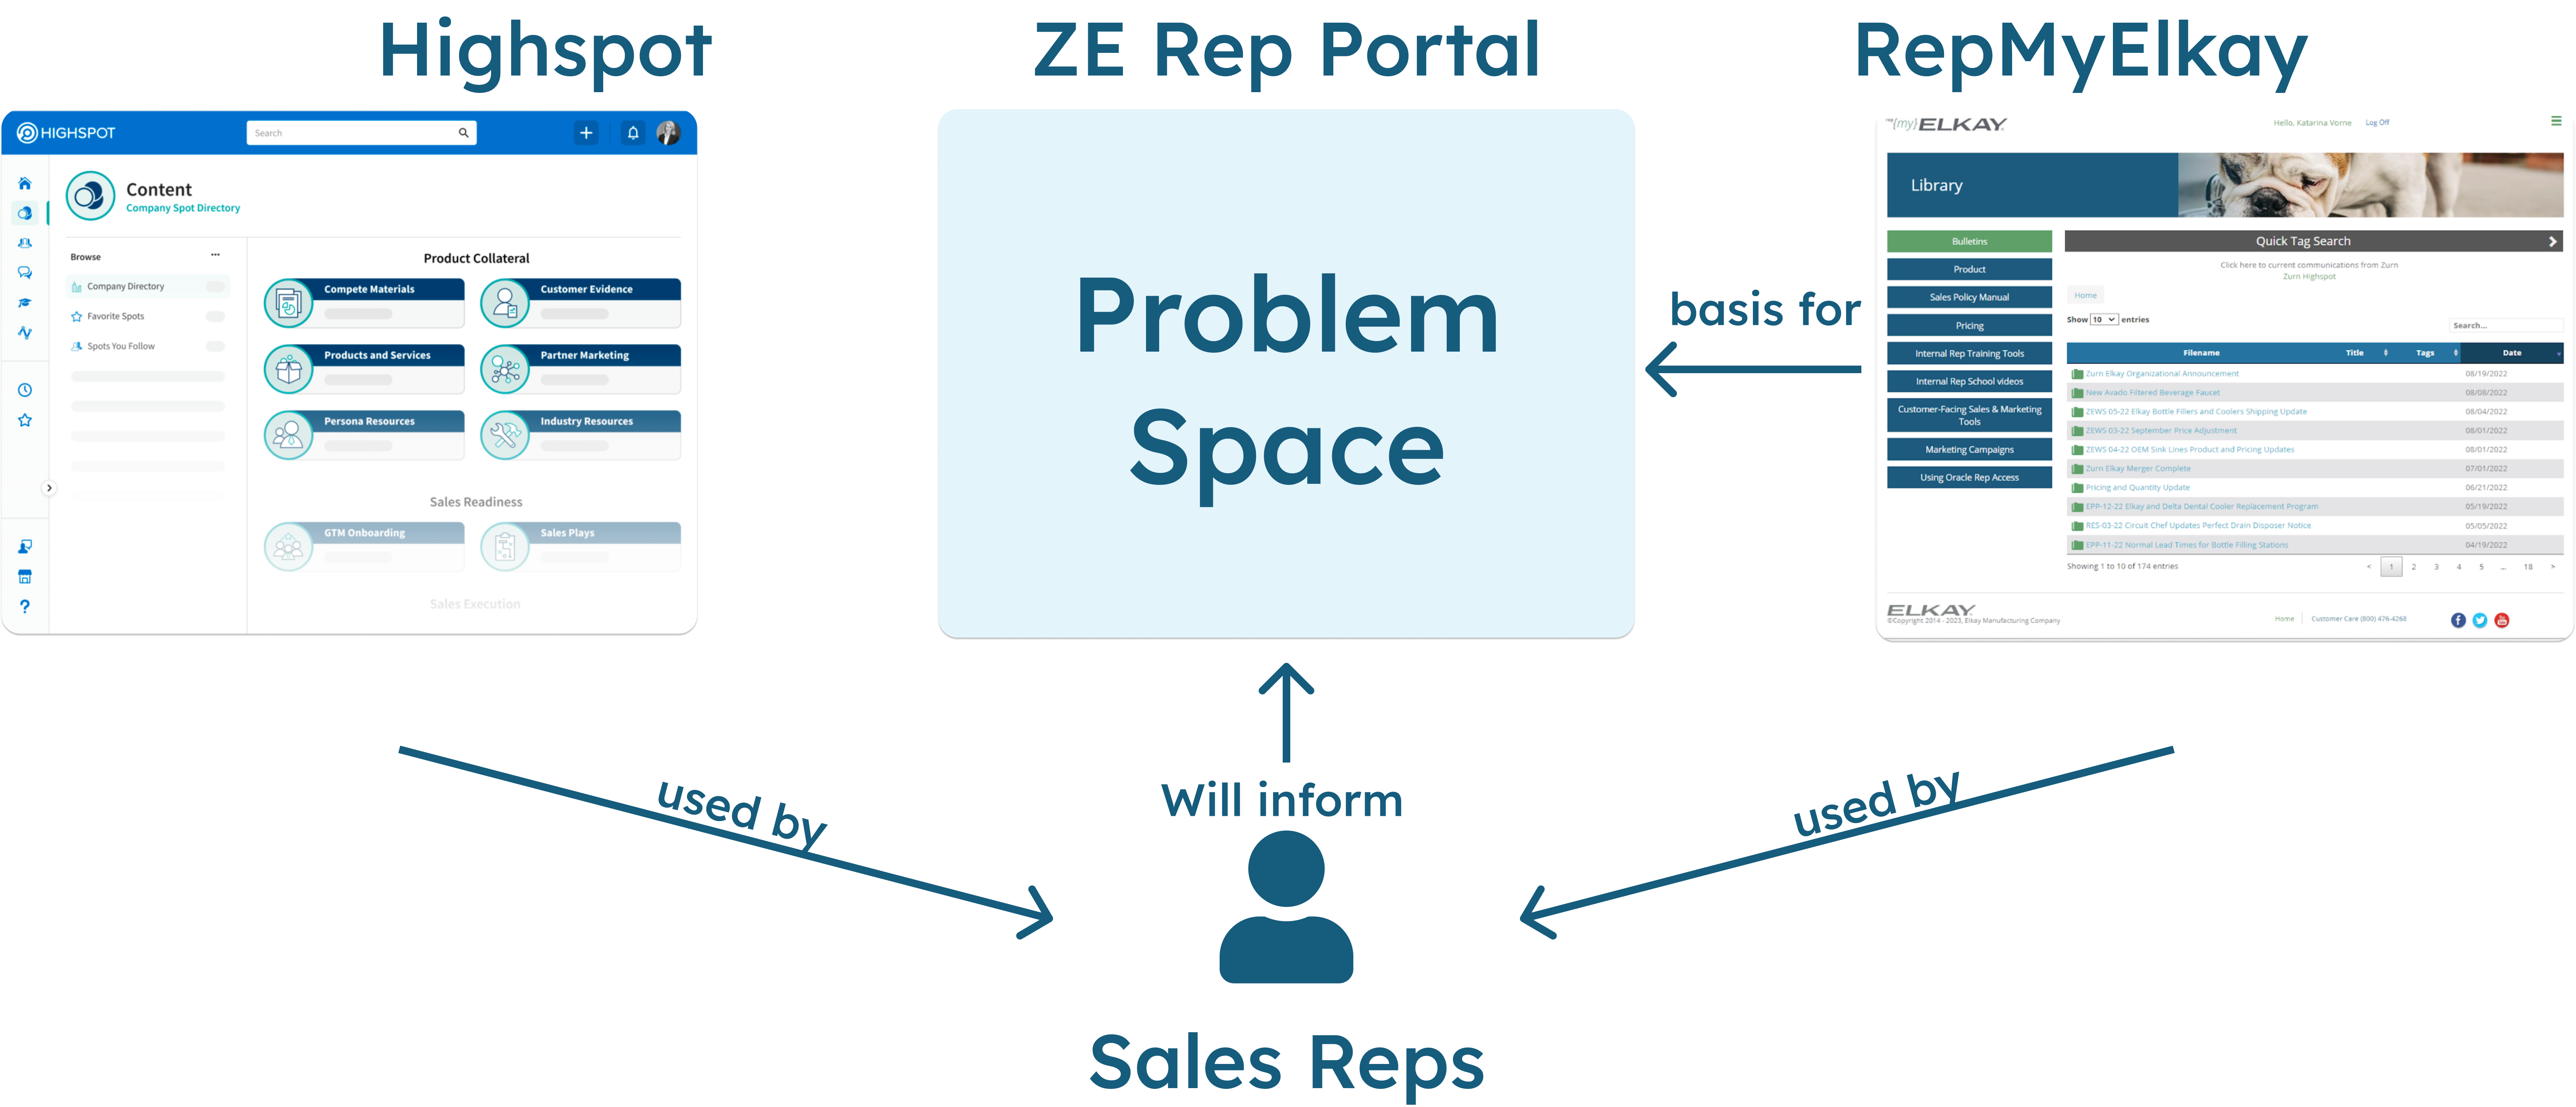 Highspot
ZE Rep Portal
RepMyElkay
HIGHSPOT
Search
Content
Company Spot Directory
Browse
...
Company Directory
Favorite Spots
Spots You Follow
Product Collateral
Compete Materials
Customer Evidence
Products and Services
Partner Marketing
Persona Resources
Industry Resources
Sales Readiness
GTM Onboarding
Sales Plays
Sales Execution
Problem
Space
basis for
rep{my}ELKAY
Hello, Katarina Vorne
Log Off
Library
Bulletins
Product
Sales Policy Manual
Pricing
Internal Rep Training Tools
Internal Rep School videos
Customer-Facing Sales & Marketing
Tools
Marketing Campaigns
Using Oracle Rep Access
Quick Tag Search
Click here to current communications from Zurn
Zurn Highspot
Home
Show 10 entries
Search...
Filename Title Tags Date
Zurn Elkay Organizational Announcement 08/19/2022
New Avado Filtered Beverage Faucet 08/08/2022
ZEWS 05-22 Elkay Bottle Fillers and Coolers Shipping Update 08/04/2022
ZEWS 03-22 September Price Adjustment 08/01/2022
ZEWS 04-22 OEM Sink Lines Product and Pricing Updates 08/01/2022
Zurn Elkay Merger Complete 07/01/2022
Pricing and Quantity Update 06/21/2022
EPP-12-22 Elkay and Delta Dental Cooler Replacement Program 05/19/2022
RES-03-22 Circuit Chef Updates Perfect Drain Disposer Notice 05/05/2022
EPP-11-22 Normal Lead Times for Bottle Filling Stations 04/19/2022
Showing 1 to 10 of 174 entries
< 1 2 3 4 5 ... 18 >
ELKAY
©Copyright 2014 - 2023, Elkay Manufacturing Company
Home
Customer Care (800) 476-4268
used by
Will inform
used by
Sales Reps